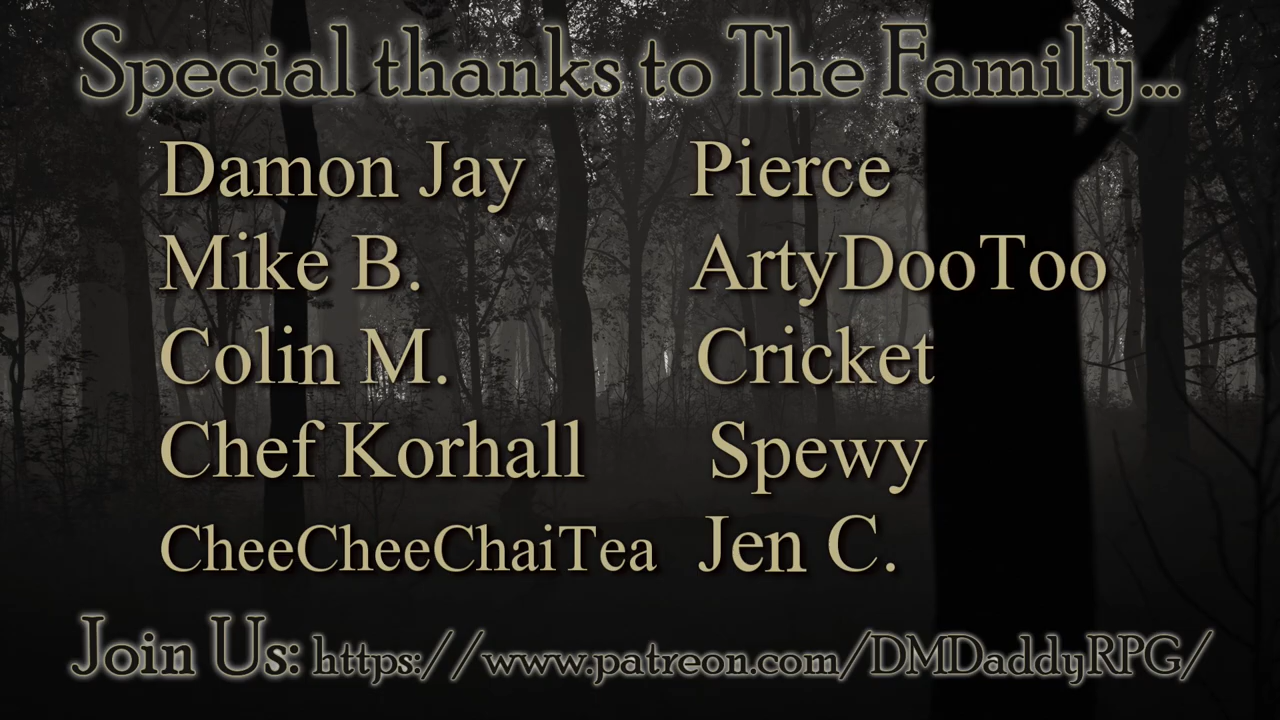 Special thanks to The Family...
Damon Jay
Mike B.
Colin M.
Chef Korhall
CheeCheeChaiTea
Pierce
ArtyDooToo
Cricket
Spewy
Jen C.
Join Us: https://www.patreon.com/DMDaddyRPG/